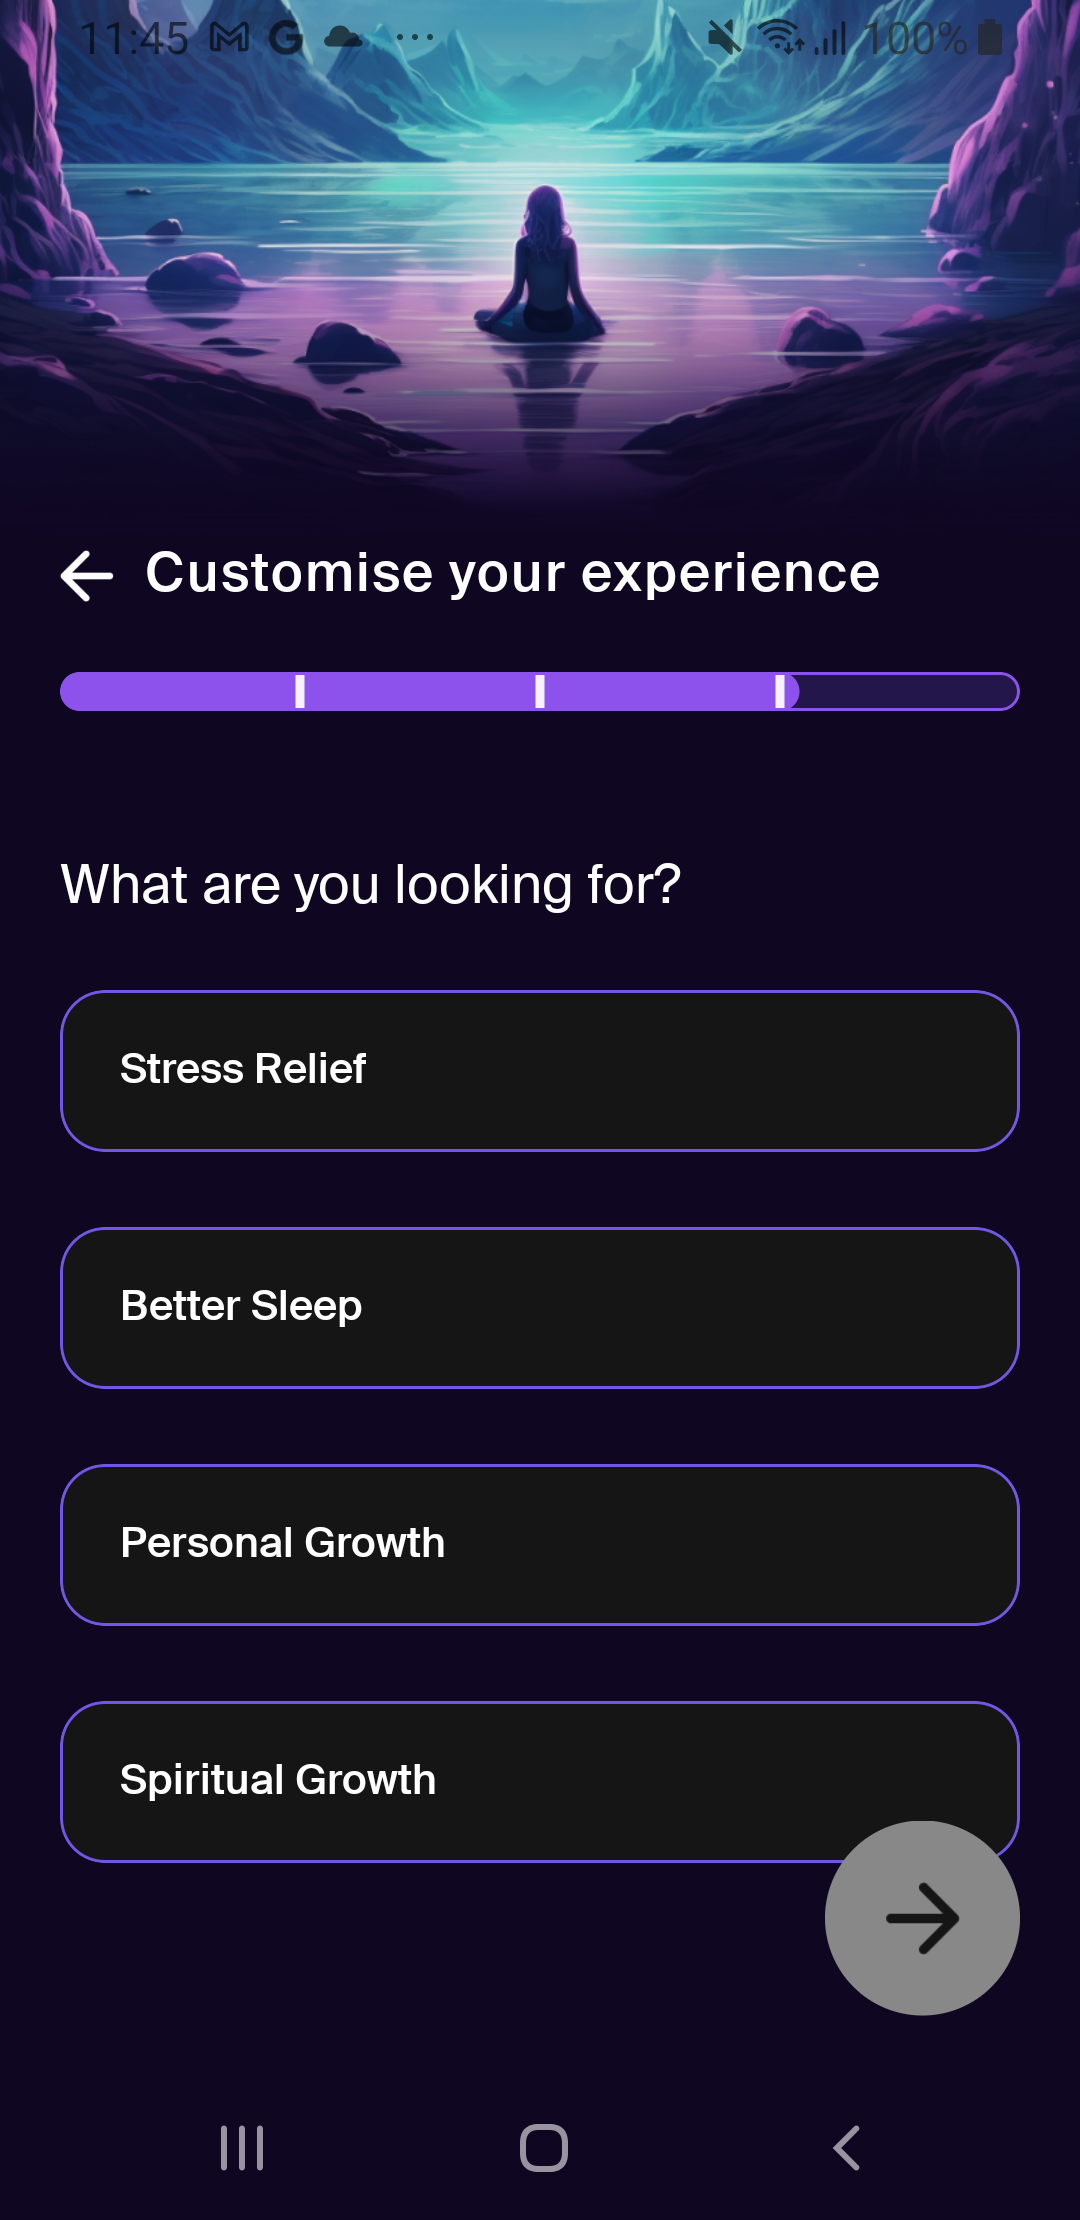 11:45 G 100%
Customise your experience
What are you looking for?
Stress Relief
Better Sleep
Personal Growth
Spiritual Growth